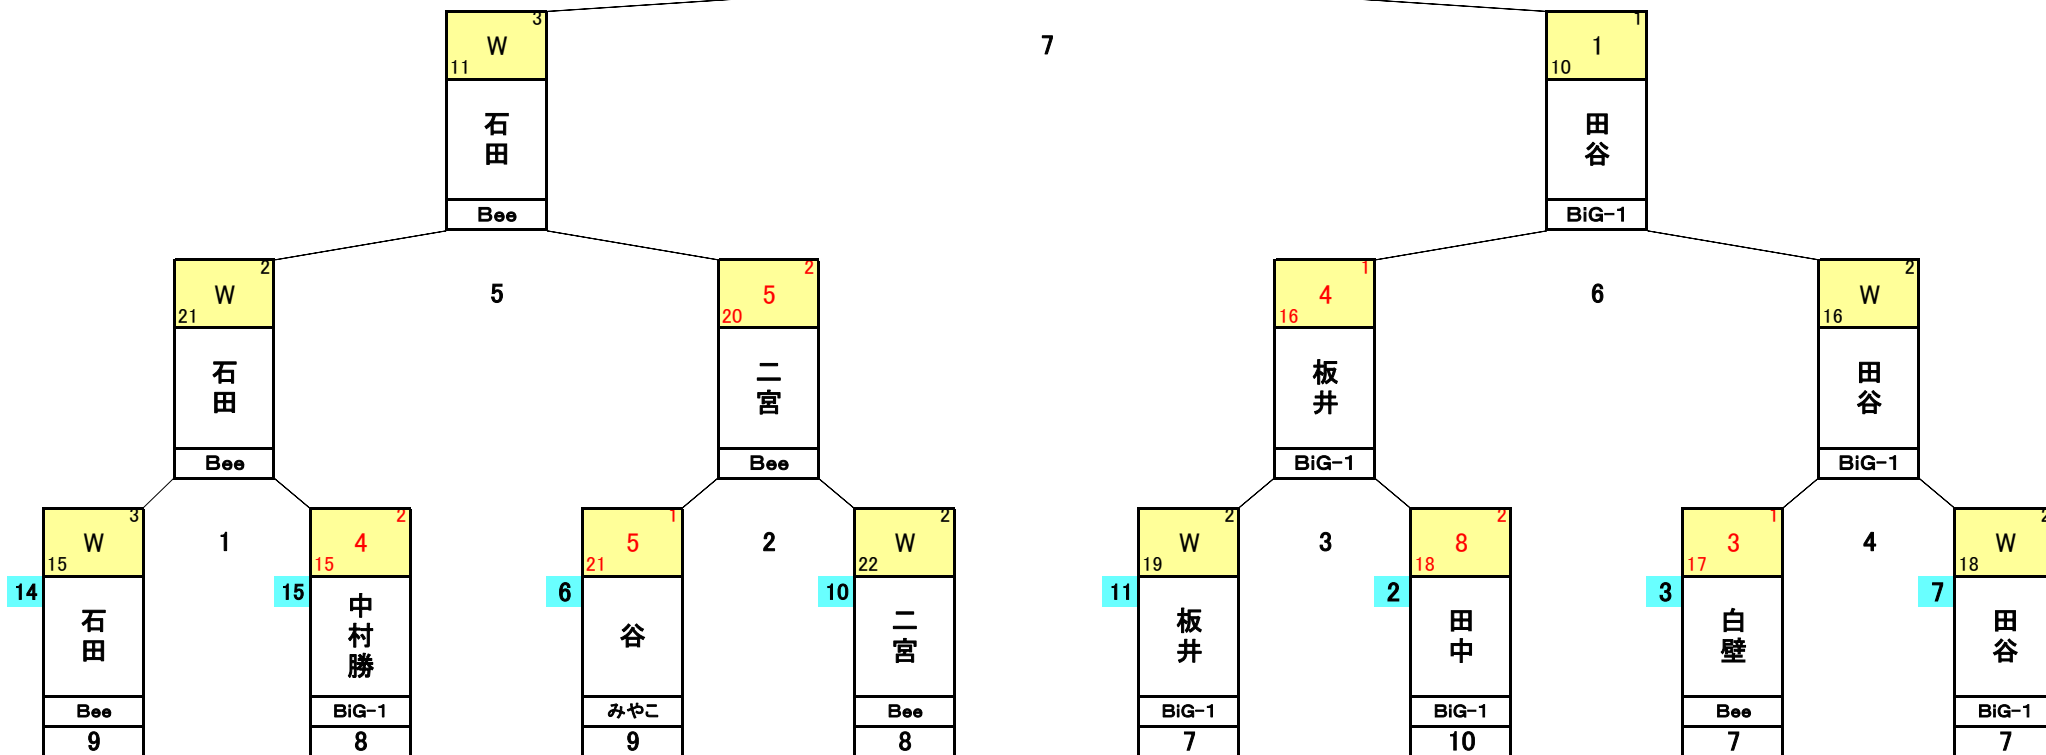 3 1
W 7 1
11 10
石田 田谷
Bee BiG-1
2 2 1 2
W 5 5 4 6 W
21 20 16 16
石田 二宮 板井 田谷
Bee Bee BiG-1 BiG-1
3 2 1 2 2 2 1 2
W 1 4 5 2 W W 3 8 3 4 W
15 15 21 22 19 18 17 18
14 15 6 10 11 2 3 7
石田 中村勝 谷 二宮 板井 田中 白壁 田谷
Bee BiG-1 みやこ Bee BiG-1 BiG-1 Bee BiG-1
9 8 9 8 7 10 7 7